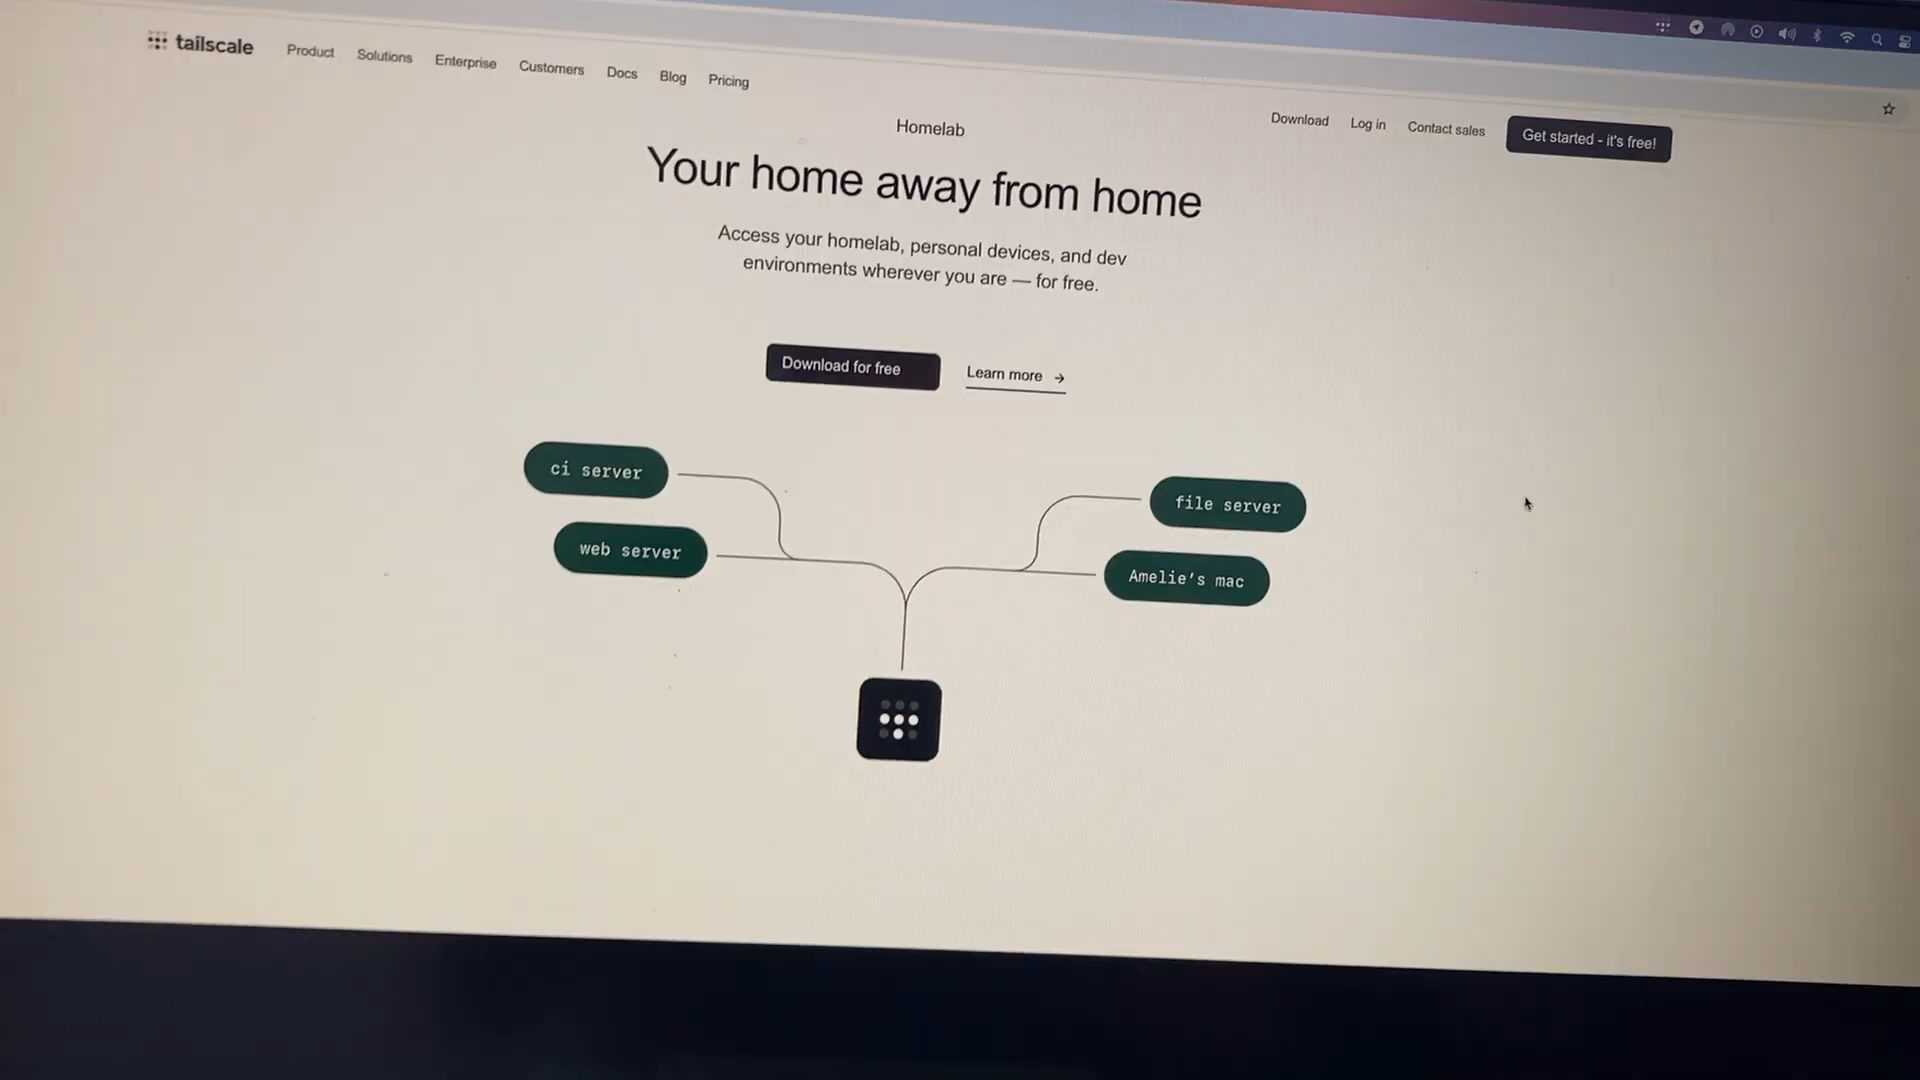 tailscale Product Solutions Enterprise Customers Docs Blog Pricing
Download Log in Contact sales Get started - it's free!
Homelab
Your home away from home
Access your homelab, personal devices, and dev
environments wherever you are — for free.
Download for free Learn more →
ci server
file server
web server
Amelie's mac